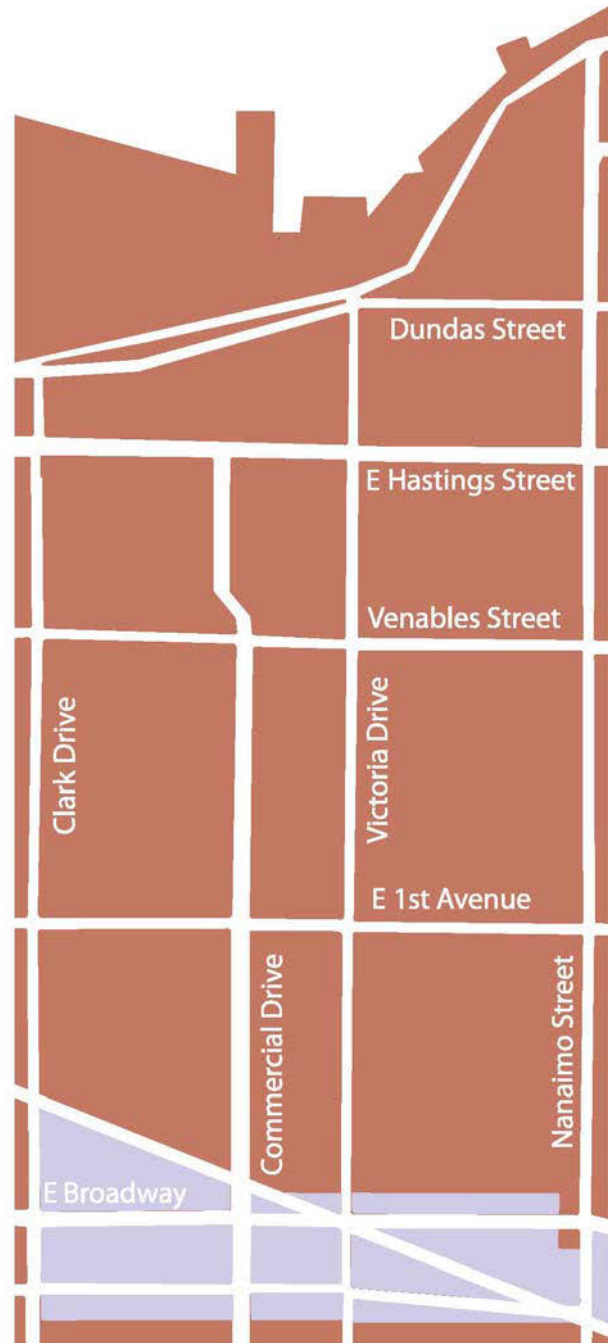 Dundas Street
E Hastings Street
Venables Street
Clark Drive
Victoria Drive
E 1st Avenue
Commercial Drive
Nanaimo Street
E Broadway